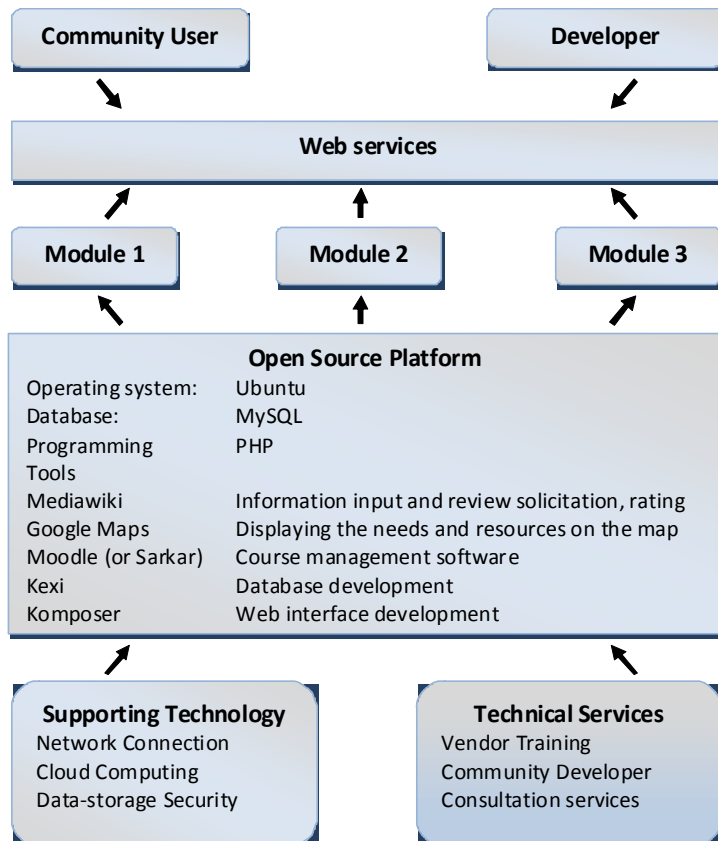 Community User
Developer
Web services
Module 1
Module 2
Module 3
Open Source Platform
Operating system: Ubuntu
Database: MySQL
Programming PHP
Tools
Mediawiki Information input and review solicitation, rating
Google Maps Displaying the needs and resources on the map
Moodle (or Sarkar) Course management software
Kexi Database development
Komposer Web interface development
Supporting Technology
Network Connection
Cloud Computing
Data-storage Security
Technical Services
Vendor Training
Community Developer
Consultation services